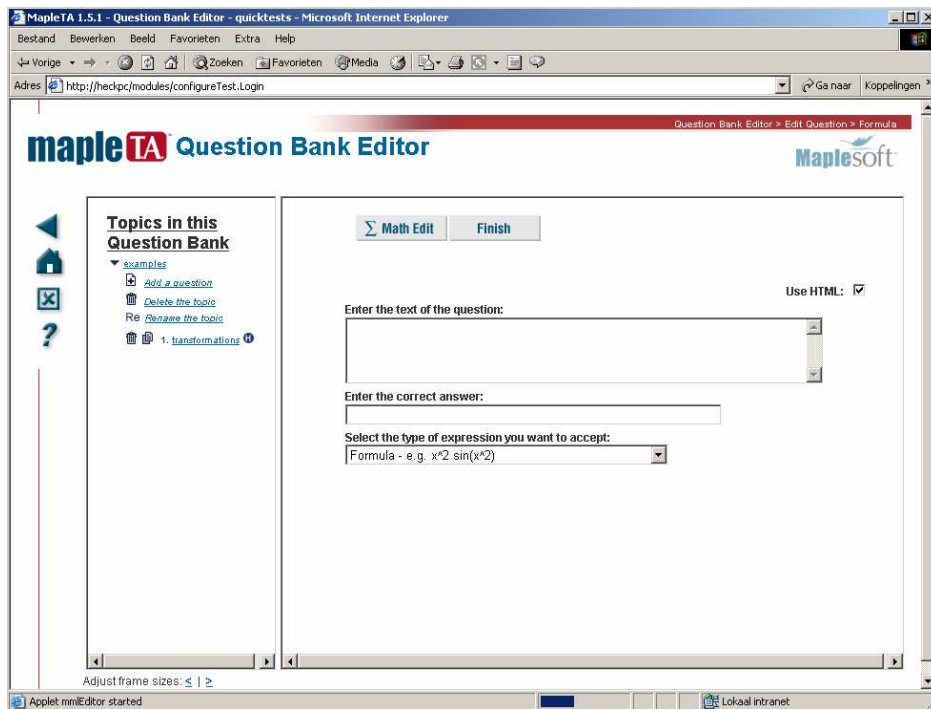 MapleTA 1.5.1 - Question Bank Editor - quicktests - Microsoft Internet Explorer
Bestand Bewerken Beeld Favorieten Extra Help
Vorige Zoeken Favorieten Media
Adres http://heckpc/modules/configureTest.Login Ga naar Koppelingen »
Question Bank Editor > Edit Question > Formula
maple TA Question Bank Editor
Maplesoft
Topics in this
Question Bank
examples
Add a question
Delete the topic
Re Rename the topic
1. transformations H
Σ Math Edit Finish
Use HTML:
Enter the text of the question:
Enter the correct answer:
Select the type of expression you want to accept:
Formula - e.g. x^2 sin(x^2)
?
Adjust frame sizes: < | >
Applet mmlEditor started Lokaal intranet